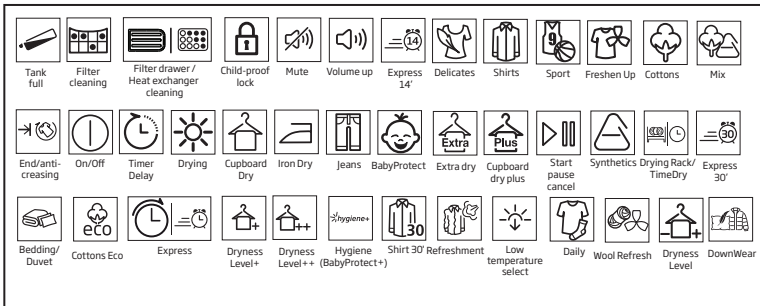 14
9
Tank
full
Filter
cleaning
Filter drawer /
Heat exchanger
cleaning
Child-proof
lock
Mute
Volume up
Express
14'
Delicates
Shirts
Sport
Freshen Up
Cottons
Mix
Extra
Plus
30
End/anti-
creasing
On/Off
Timer
Delay
Drying
Cupboard
Dry
Iron Dry
Jeans
BabyProtect
Extra dry
Cupboard
dry plus
Start
pause
cancel
Synthetics
Drying Rack/
TimeDry
Express
30'
eco
+
++
hygiene+
30
- +
Bedding/
Duvet
Cottons Eco
Express
Dryness
Level+
Dryness
Level++
Hygiene
(BabyProtect+)
Shirt 30'
Refreshment
Low
temperature
select
Daily
Wool Refresh
Dryness
Level
DownWear